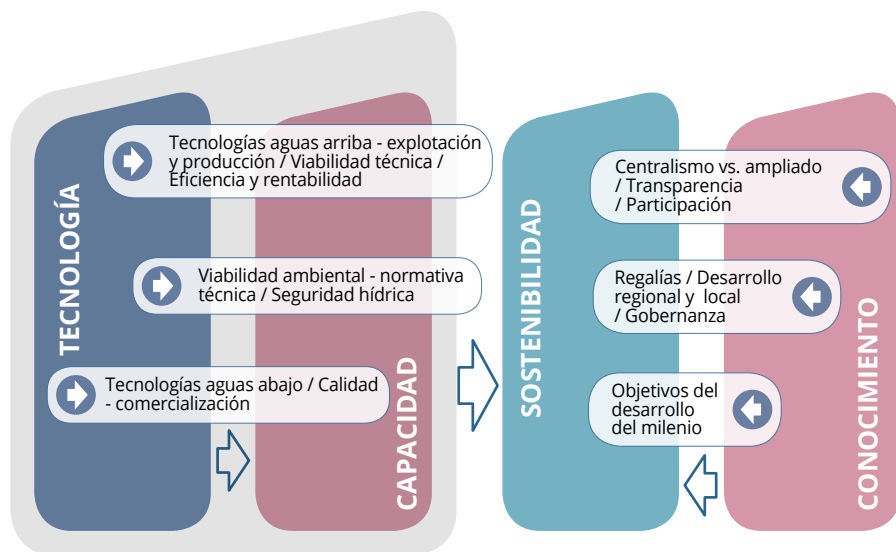 TECNOLOGÍA
Tecnologías aguas arriba - explotación
y producción / Viabilidad técnica /
Eficiencia y rentabilidad
Viabilidad ambiental - normativa
técnica / Seguridad hídrica
Tecnologías aguas abajo / Calidad
- comercialización
CAPACIDAD
SOSTENIBILIDAD
Centralismo vs. ampliado
/ Transparencia
/ Participación
Regalías / Desarrollo
regional y local
/ Gobernanza
Objetivos del
desarrollo
del milenio
CONOCIMIENTO